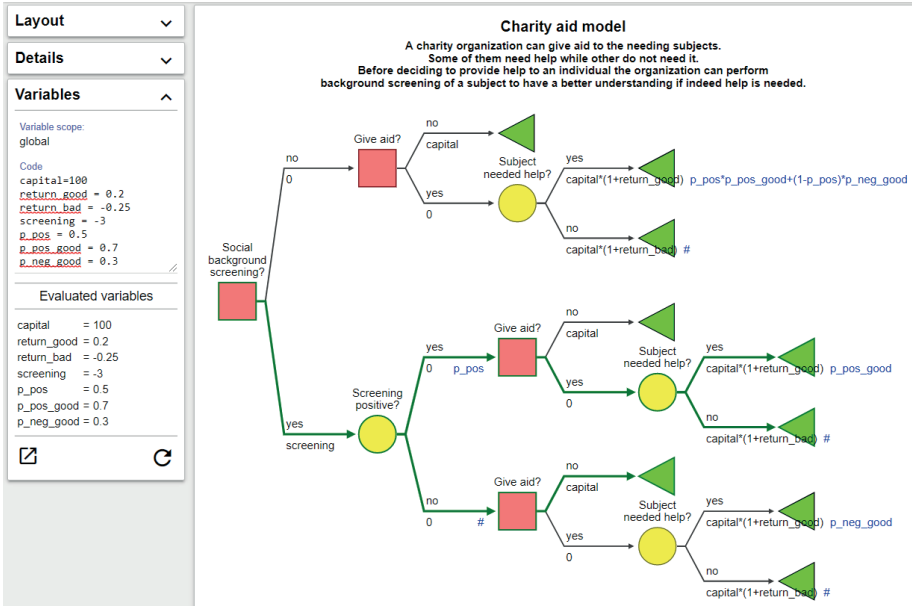 Layout
Details
Variables
Variable scope:
global
Code
capital=100
return_good = 0.2
return_bad = -0.25
screening = -3
p_pos = 0.5
p_pos_good = 0.7
p_neg_good = 0.3
Evaluated variables
capital = 100
return_good = 0.2
return_bad = -0.25
screening = -3
p_pos = 0.5
p_pos_good = 0.7
p_neg_good = 0.3
Charity aid model
A charity organization can give aid to the needing subjects.
Some of them need help while other do not need it.
Before deciding to provide help to an individual the organization can perform
background screening of a subject to have a better understanding if indeed help is needed.
Social
background
screening?
no
0
Give aid?
no
capital
yes
0
Subject
needed help?
yes
capital*(1+return_good) p_pos*p_pos_good+(1-p_pos)*p_neg_good
no
capital*(1+return_bad) #
yes
screening
Screening
positive?
yes
0 p_pos
Give aid?
no
capital
yes
0
Subject
needed help?
yes
capital*(1+return_good) p_pos_good
no
capital*(1+return_bad) #
no
0 #
Give aid?
no
capital
yes
0
Subject
needed help?
yes
capital*(1+return_good) p_neg_good
no
capital*(1+return_bad) #